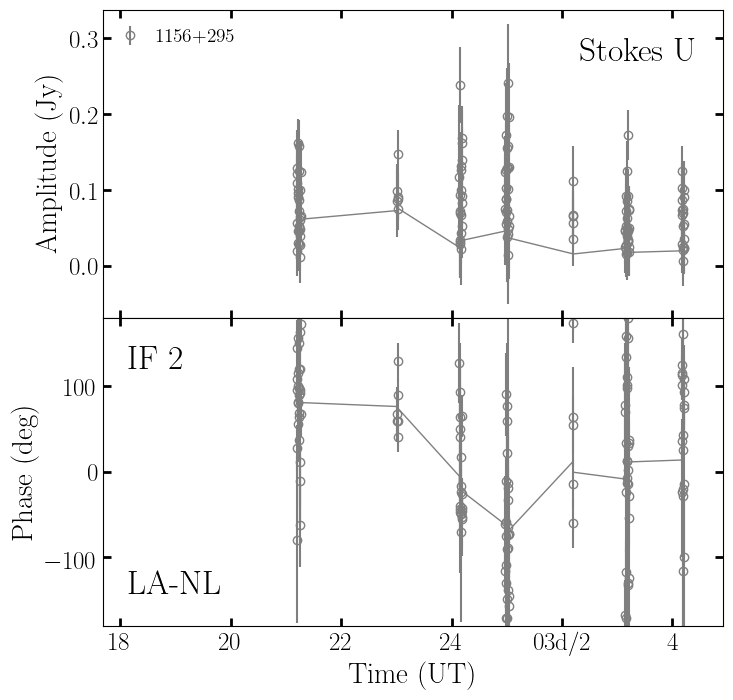 1156+295
Stokes U
0.3
0.2
0.1
0.0
Amplitude (Jy)
IF 2
100
0
−100
Phase (deg)
LA-NL
18 20 22 24 03d/2 4
Time (UT)